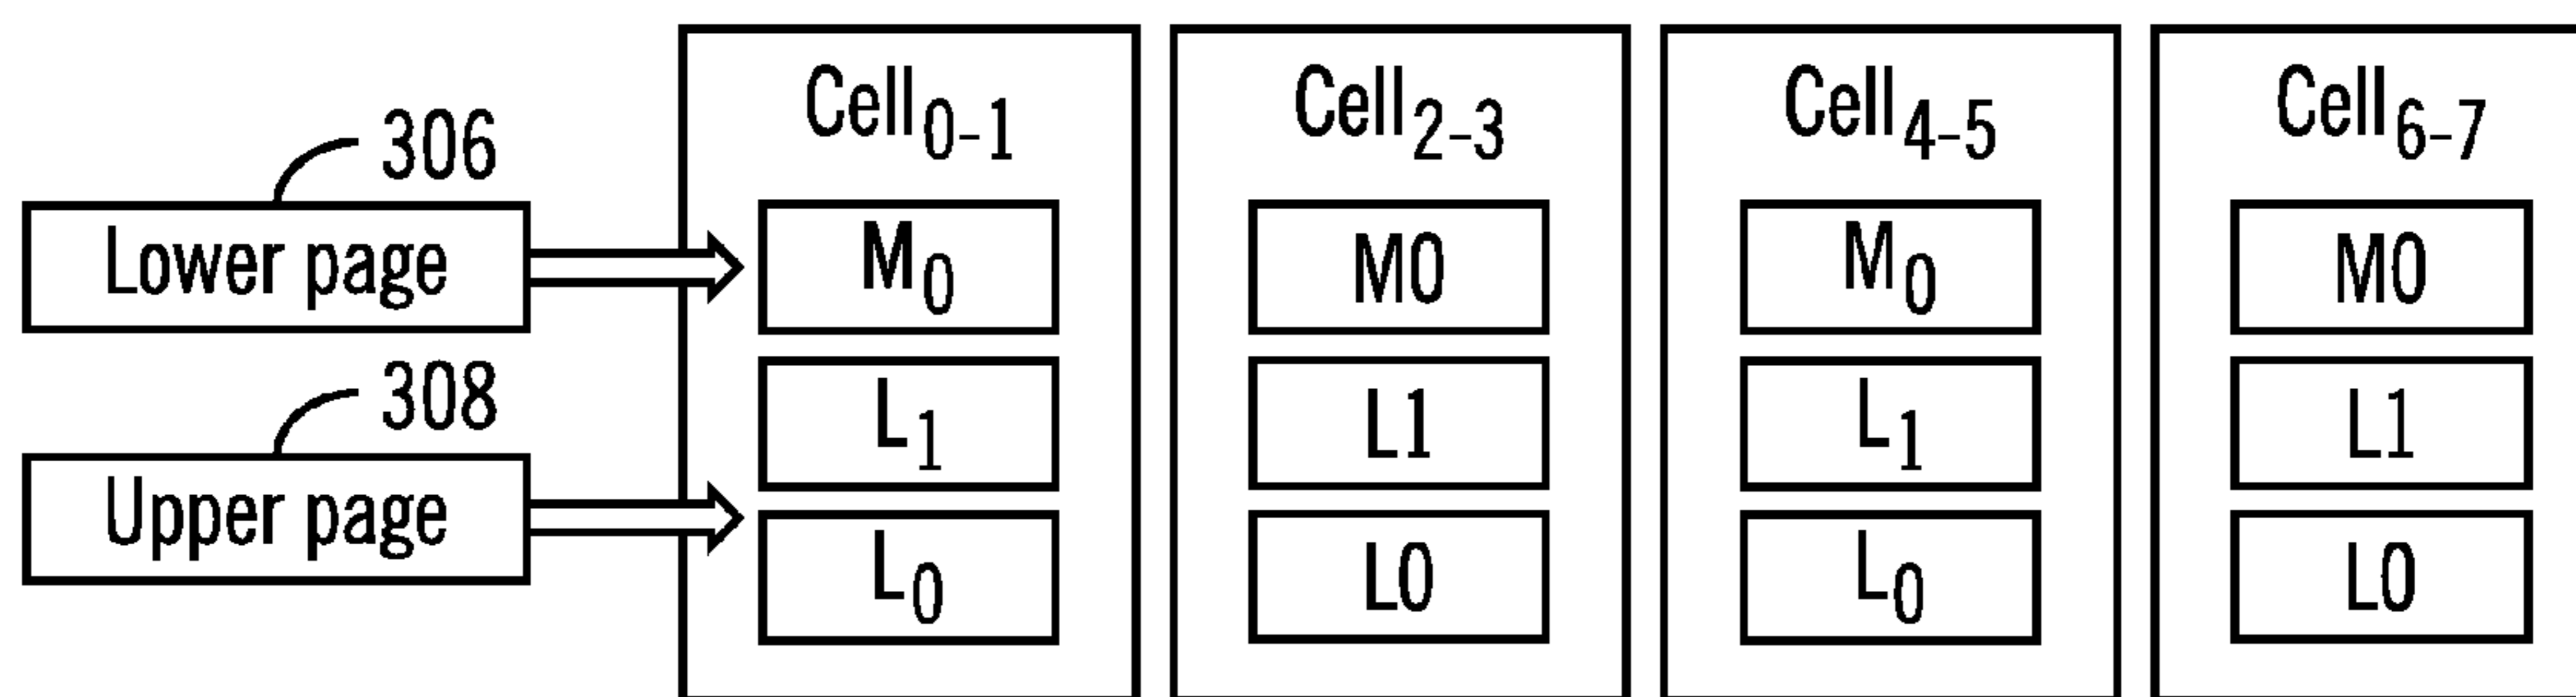 306
Lower page
308
Upper page
Cell₀₋₁
M₀
L₁
L₀
Cell₂₋₃
M0
L1
L0
Cell₄₋₅
M₀
L₁
L₀
Cell₆₋₇
M0
L1
L0